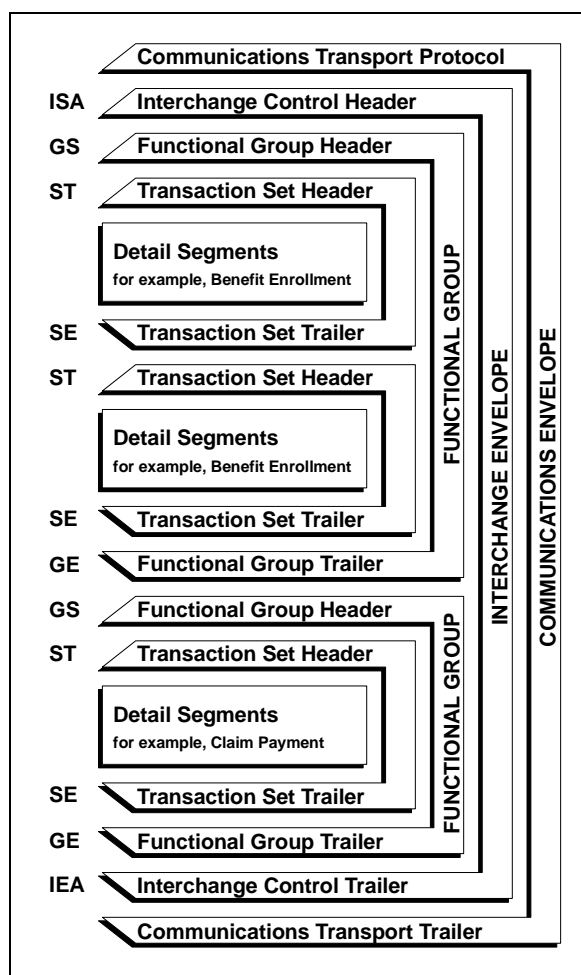 Communications Transport Protocol
ISA Interchange Control Header
GS Functional Group Header
ST Transaction Set Header
Detail Segments
for example, Benefit Enrollment
SE Transaction Set Trailer
ST Transaction Set Header
Detail Segments
for example, Benefit Enrollment
SE Transaction Set Trailer
GE Functional Group Trailer
FUNCTIONAL GROUP
GS Functional Group Header
ST Transaction Set Header
Detail Segments
for example, Claim Payment
SE Transaction Set Trailer
GE Functional Group Trailer
FUNCTIONAL GROUP
IEA Interchange Control Trailer
INTERCHANGE ENVELOPE
Communications Transport Trailer
COMMUNICATIONS ENVELOPE